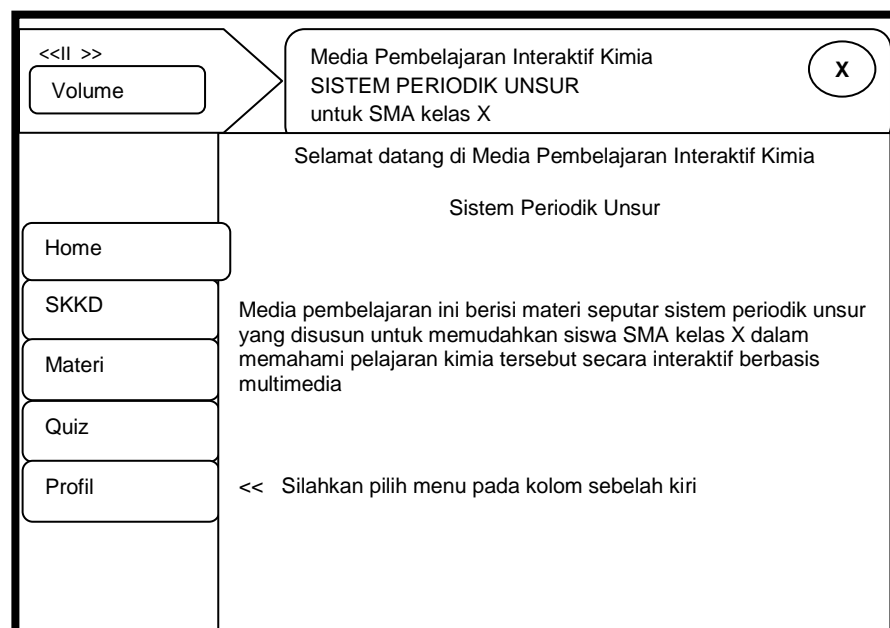 <<II >>
Volume
Media Pembelajaran Interaktif Kimia
SISTEM PERIODIK UNSUR
untuk SMA kelas X
X
Selamat datang di Media Pembelajaran Interaktif Kimia
Sistem Periodik Unsur
Home
SKKD
Materi
Quiz
Profil
Media pembelajaran ini berisi materi seputar sistem periodik unsur
yang disusun untuk memudahkan siswa SMA kelas X dalam
memahami pelajaran kimia tersebut secara interaktif berbasis
multimedia
<< Silahkan pilih menu pada kolom sebelah kiri